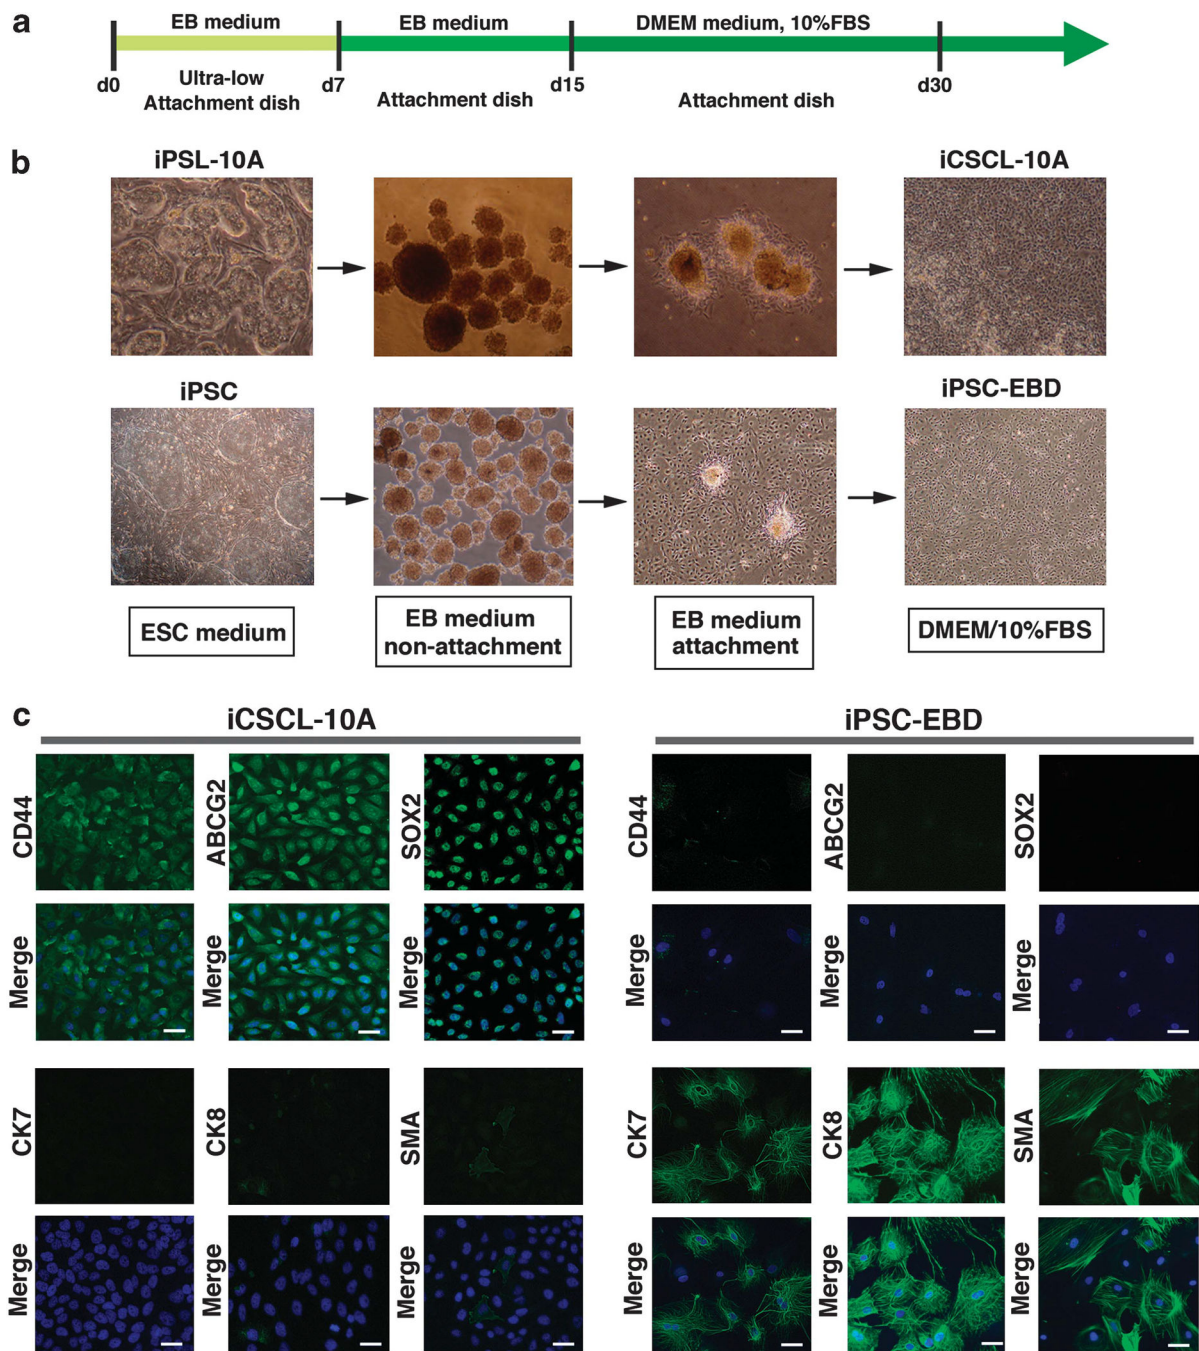 a
EB medium
EB medium
DMEM medium, 10%FBS
d0
Ultra-low
Attachment dish
d7
Attachment dish
d15
Attachment dish
d30
b
iPSL-10A
iCSCL-10A
iPSC
iPSC-EBD
ESC medium
EB medium
non-attachment
EB medium
attachment
DMEM/10%FBS
c
iCSCL-10A
iPSC-EBD
CD44
ABCG2
SOX2
CD44
ABCG2
SOX2
Merge
Merge
Merge
Merge
Merge
Merge
CK7
CK8
SMA
CK7
CK8
SMA
Merge
Merge
Merge
Merge
Merge
Merge